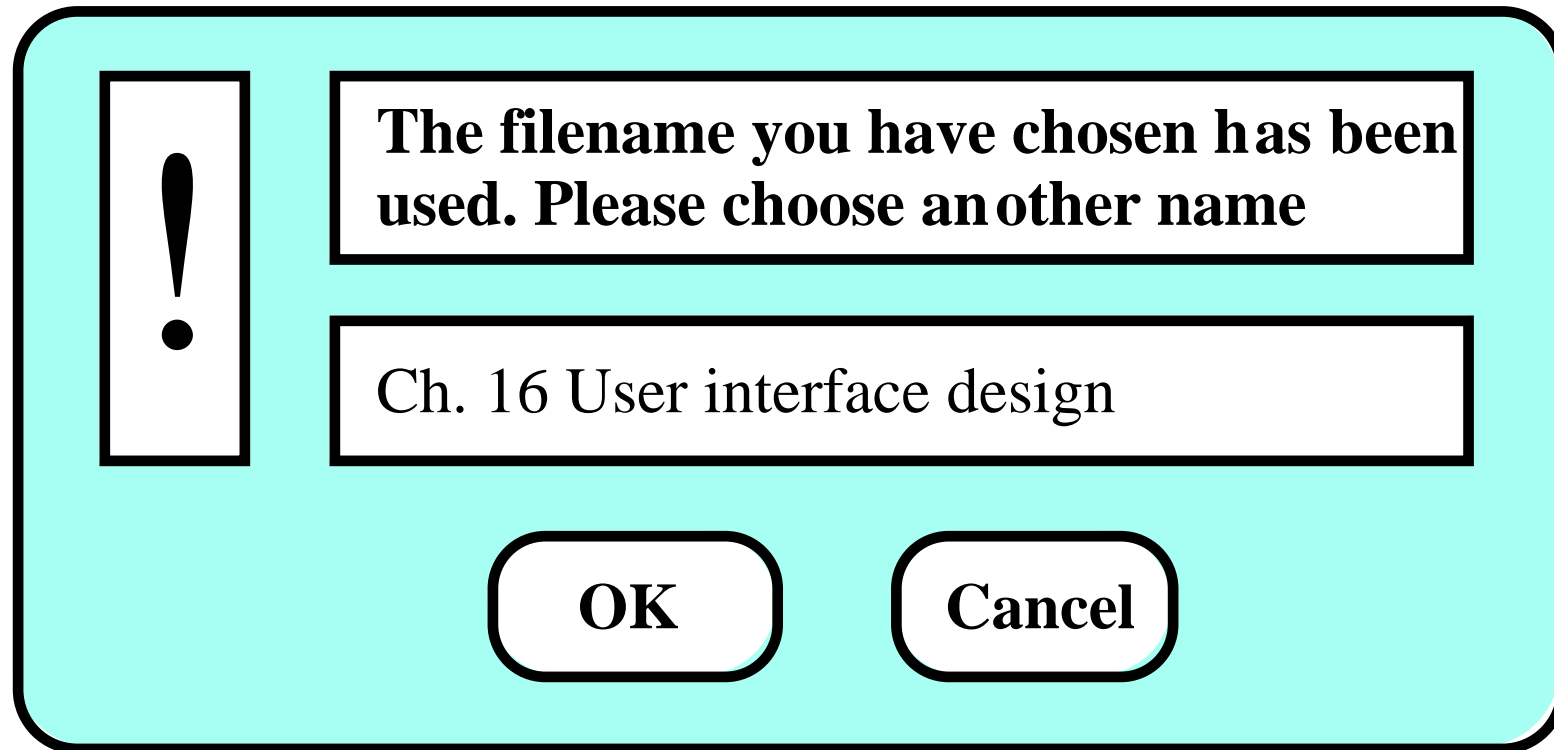 !
The filename you have chosen has been
used. Please choose another name
Ch. 16 User interface design
OK
Cancel